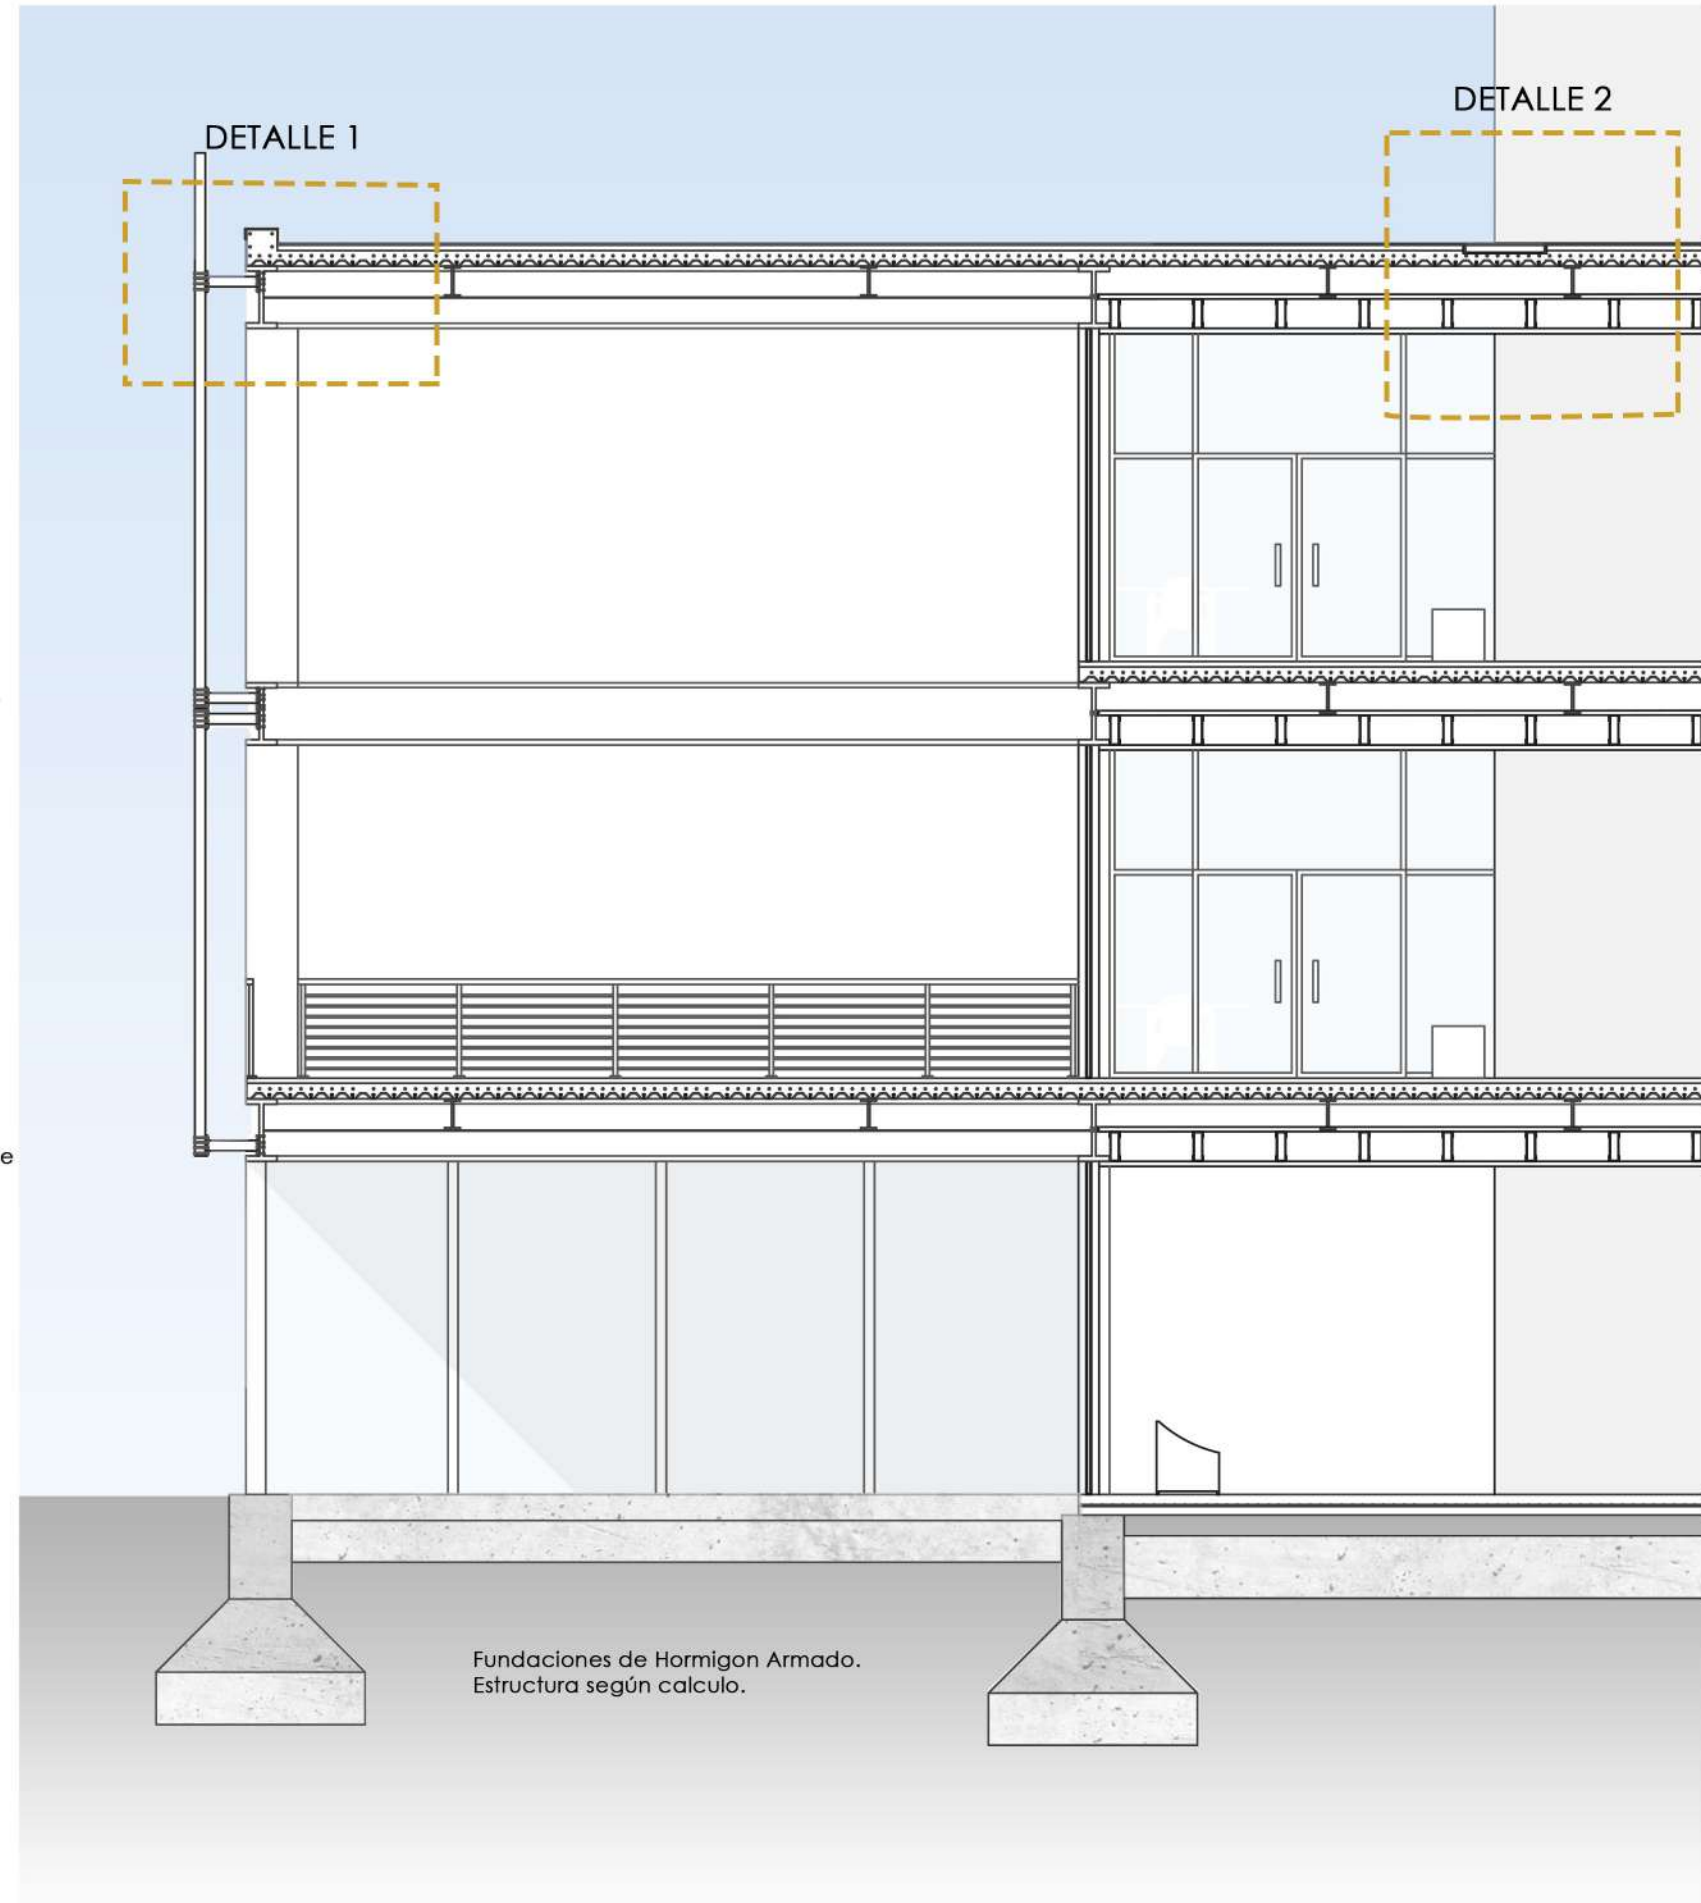 DETALLE 2
DETALLE 1
e
Fundaciones de Hormigon Armado.
Estructura según calculo.